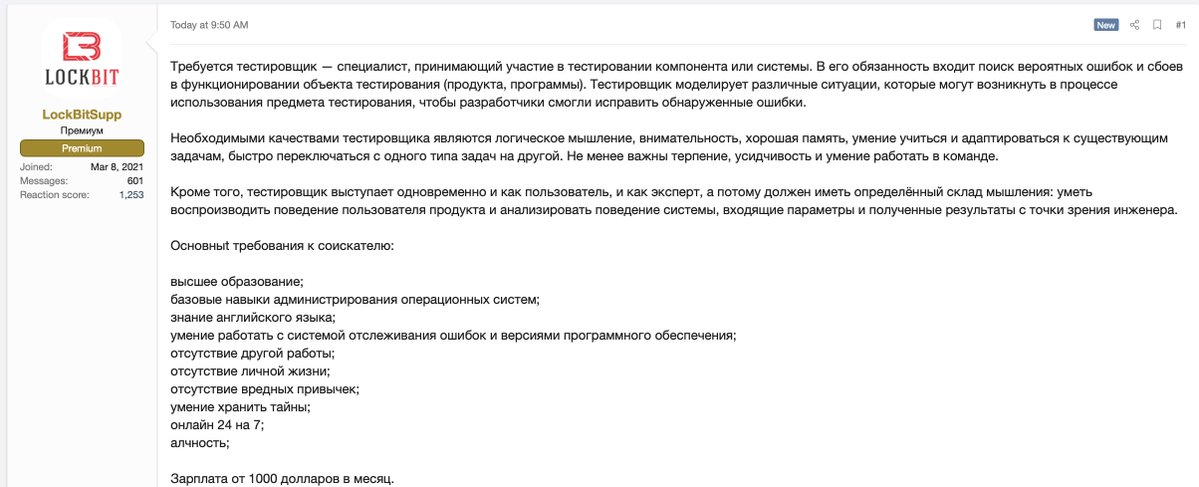 Today at 9:50 AM
New
#1
LOCKBIT
LockBitSupp
Премиум
Premium
Joined: Mar 8, 2021
Messages: 601
Reaction score: 1,253
Требуется тестировщик — специалист, принимающий участие в тестировании компонента или системы. В его обязанность входит поиск вероятных ошибок и сбоев
в функционировании объекта тестирования (продукта, программы). Тестировщик моделирует различные ситуации, которые могут возникнуть в процессе
использования предмета тестирования, чтобы разработчики смогли исправить обнаруженные ошибки.
Необходимыми качествами тестировщика являются логическое мышление, внимательность, хорошая память, умение учиться и адаптироваться к существующим
задачам, быстро переключаться с одного типа задач на другой. Не менее важны терпение, усидчивость и умение работать в команде.
Кроме того, тестировщик выступает одновременно и как пользователь, и как эксперт, а потому должен иметь определённый склад мышления: уметь
воспроизводить поведение пользователя продукта и анализировать поведение системы, входящие параметры и полученные результаты с точки зрения инженера.
Основныt требования к соискателю:
высшее образование;
базовые навыки администрирования операционных систем;
знание английского языка;
умение работать с системой отслеживания ошибок и версиями программного обеспечения;
отсутствие другой работы;
отсутствие личной жизни;
отсутствие вредных привычек;
умение хранить тайны;
онлайн 24 на 7;
алчность;
Зарплата от 1000 долларов в месяц.